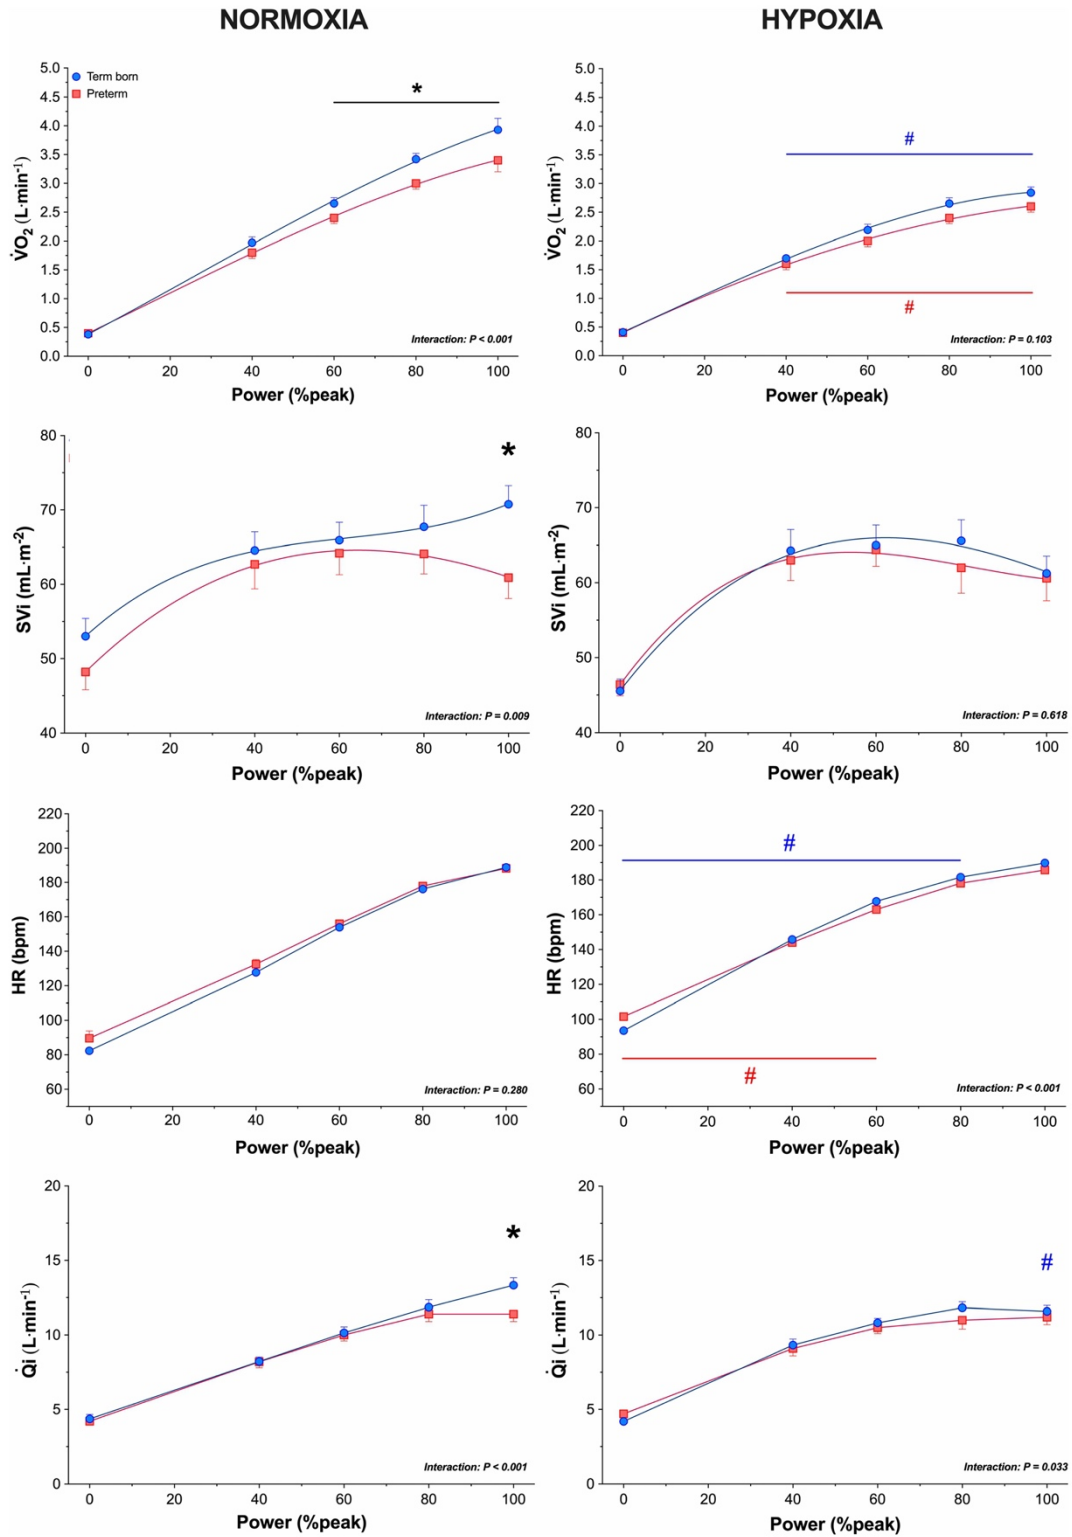 NORMOXIA
HYPOXIA
5.0
4.5
4.0
3.5
3.0
2.5
2.0
1.5
1.0
0.5
0.0
V̇O₂ (L·min⁻¹)
Term born
Preterm
*
Interaction: P < 0.001
0 20 40 60 80 100
Power (%peak)
5.0
4.5
4.0
3.5
3.0
2.5
2.0
1.5
1.0
0.5
0.0
V̇O₂ (L·min⁻¹)
#
#
Interaction: P = 0.103
0 20 40 60 80 100
Power (%peak)
80
70
60
50
40
SVi (mL·m⁻²)
*
Interaction: P = 0.009
0 20 40 60 80 100
Power (%peak)
80
70
60
50
40
SVi (mL·m⁻²)
Interaction: P = 0.618
0 20 40 60 80 100
Power (%peak)
220
200
180
160
140
120
100
80
60
HR (bpm)
Interaction: P = 0.280
0 20 40 60 80 100
Power (%peak)
220
200
180
160
140
120
100
80
60
HR (bpm)
#
#
Interaction: P < 0.001
0 20 40 60 80 100
Power (%peak)
20
15
10
5
0
Q̇i (L·min⁻¹)
*
Interaction: P < 0.001
0 20 40 60 80 100
Power (%peak)
20
15
10
5
0
Q̇i (L·min⁻¹)
#
Interaction: P = 0.033
0 20 40 60 80 100
Power (%peak)